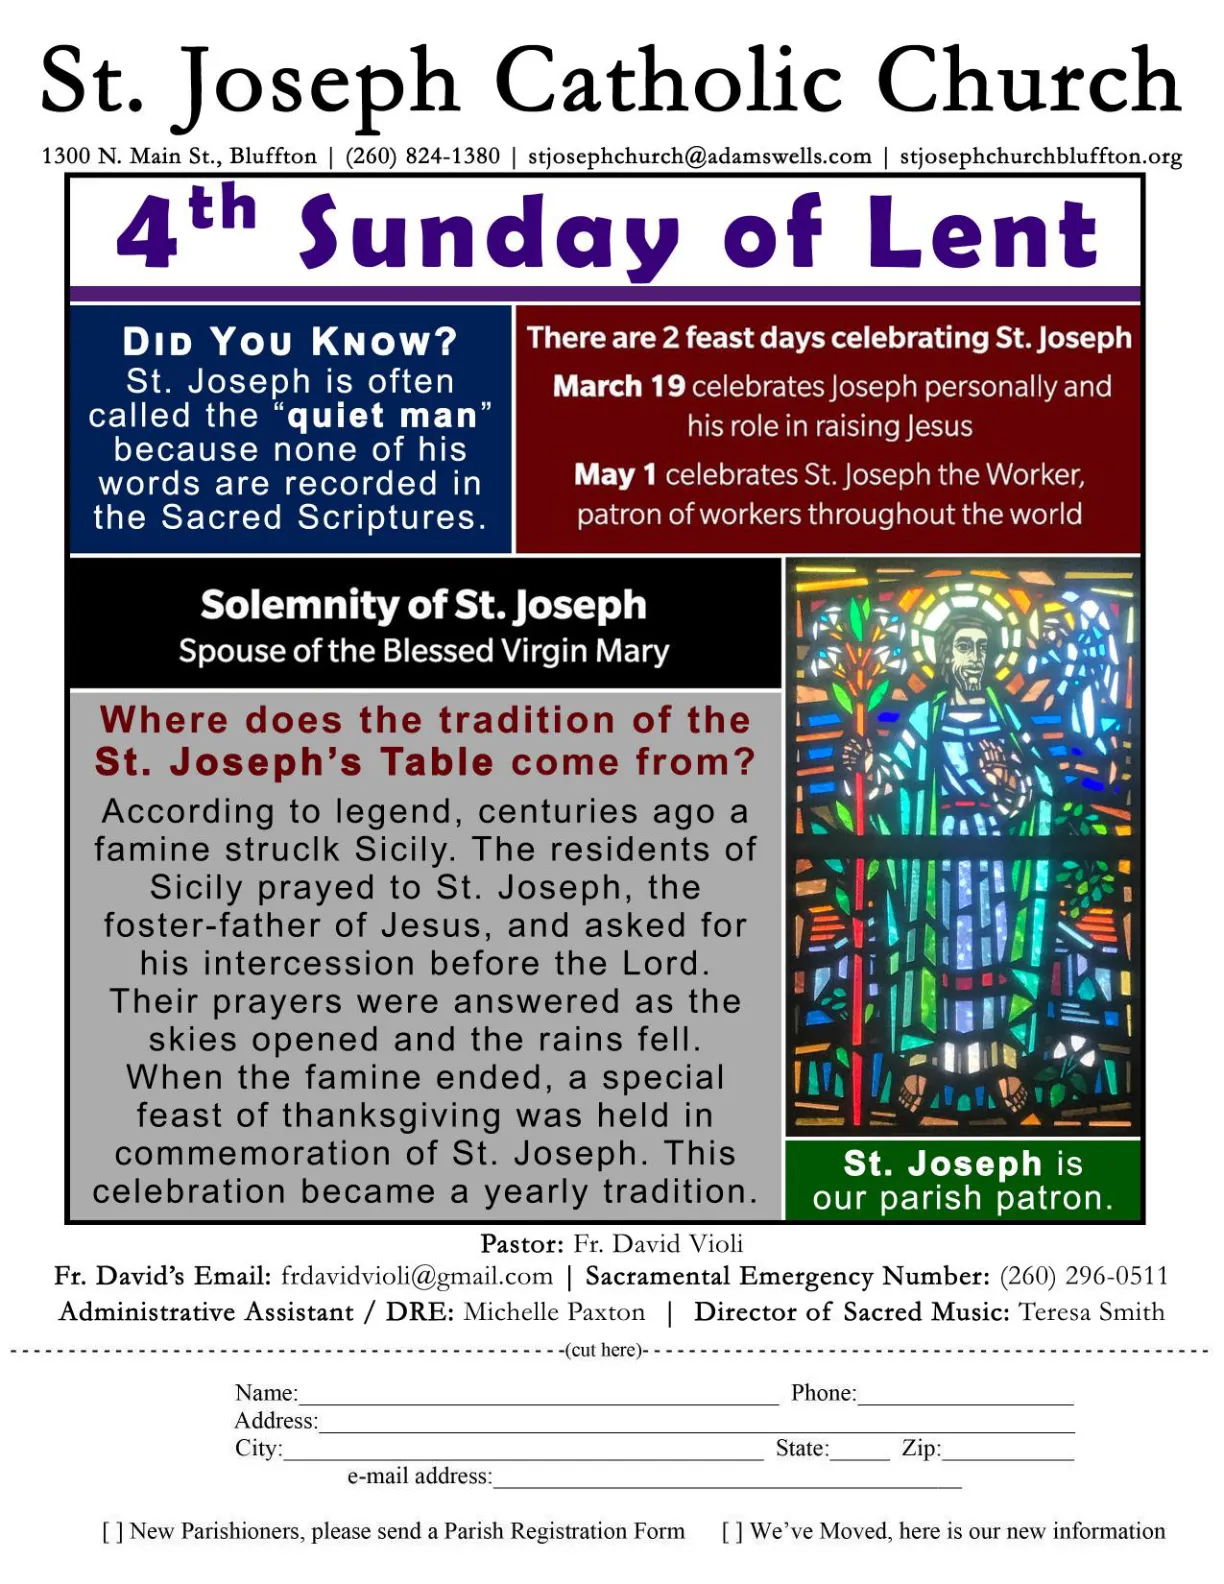 St. Joseph Catholic Church
1300 N. Main St., Bluffton | (260) 824-1380 | stjosephchurch@adamswells.com | stjosephchurchbluffton.org
4th Sunday of Lent
DID YOU KNOW?
St. Joseph is often
called the “quiet man”
because none of his
words are recorded in
the Sacred Scriptures.
There are 2 feast days celebrating St. Joseph
March 19 celebrates Joseph personally and
his role in raising Jesus
May 1 celebrates St. Joseph the Worker,
patron of workers throughout the world
Solemnity of St. Joseph
Spouse of the Blessed Virgin Mary
Where does the tradition of the
St. Joseph’s Table come from?
According to legend, centuries ago a
famine struclk Sicily. The residents of
Sicily prayed to St. Joseph, the
foster-father of Jesus, and asked for
his intercession before the Lord.
Their prayers were answered as the
skies opened and the rains fell.
When the famine ended, a special
feast of thanksgiving was held in
commemoration of St. Joseph. This
celebration became a yearly tradition.
St. Joseph is
our parish patron.
Pastor: Fr. David Violi
Fr. David’s Email: frdavidvioli@gmail.com | Sacramental Emergency Number: (260) 296-0511
Administrative Assistant / DRE: Michelle Paxton | Director of Sacred Music: Teresa Smith
(cut here)
Name: Phone:
Address:
City: State: Zip:
e-mail address:
[ ] New Parishioners, please send a Parish Registration Form [ ] We’ve Moved, here is our new information